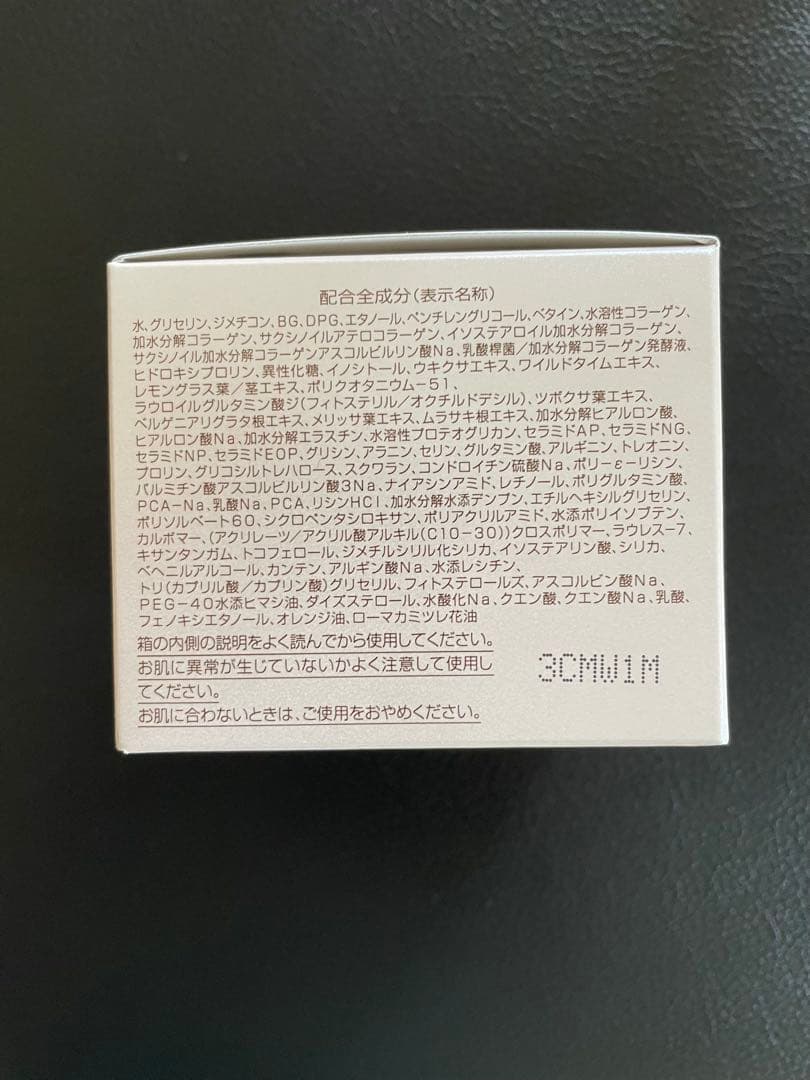 配合全成分(表示名称)
水、グリセリン、ジメチコン、BG、DPG、エタノール、ペンチレングリコール、ベタイン、水溶性コラーゲン、
加水分解コラーゲン、サクシノイルアテロコラーゲン、イソステアロイル加水分解コラーゲン、
サクシノイル加水分解コラーゲンアスコルビルリン酸Na、乳酸桿菌/加水分解コラーゲン発酵液、
ヒドロキシプロリン、異性化糖、イノシトール、ウキクサエキス、ワイルドタイムエキス、
レモングラス葉/茎エキス、ポリクオタニウム-51、
ラウロイルグルタミン酸ジ(フィトステリル/オクチルドデシル)、ツボクサ葉エキス、
ベルゲニアリグラタ根エキス、メリッサ葉エキス、ムラサキ根エキス、加水分解ヒアルロン酸、
ヒアルロン酸Na、加水分解エラスチン、水溶性プロテオグリカン、セラミドAP、セラミドNG、
セラミドNP、セラミドEOP、グリシン、アラニン、セリン、グルタミン酸、アルギニン、トレオニン、
プロリン、グリコシルトレハロース、スクワラン、コンドロイチン硫酸Na、ポリ-ε-リシン、
パルミチン酸アスコルビルリン酸3Na、ナイアシンアミド、レチノール、ポリグルタミン酸、
PCA-Na、乳酸Na、PCA、リシンHCl、加水分解水添デンプン、エチルヘキシルグリセリン、
ポリソルベート60、シクロペンタシロキサン、ポリアクリルアミド、水添ポリイソブテン、
カルボマー、(アクリレーツ/アクリル酸アルキル(C10-30))クロスポリマー、ラウレス-7、
キサンタンガム、トコフェロール、ジメチルシリル化シリカ、イソステアリン酸、シリカ、
ベヘニルアルコール、カンテン、アルギン酸Na、水添レシチン、
トリ(カプリル酸/カプリン酸)グリセリル、フィトステロールズ、アスコルビン酸Na、
PEG-40水添ヒマシ油、ダイズステロール、水酸化Na、クエン酸、クエン酸Na、乳酸、
フェノキシエタノール、オレンジ油、ローマカミツレ花油
箱の内側の説明をよく読んでから使用してください。
お肌に異常が生じていないかよく注意して使用し
てください。
お肌に合わないときは、ご使用をおやめください。
3CMW1M